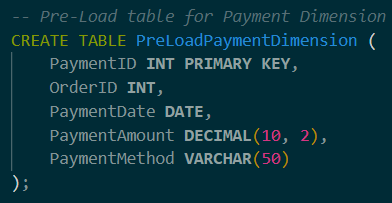 -- Pre-Load table for Payment Dimension
CREATE TABLE PreLoadPaymentDimension (
    PaymentID INT PRIMARY KEY,
    OrderID INT,
    PaymentDate DATE,
    PaymentAmount DECIMAL(10, 2),
    PaymentMethod VARCHAR(50)
);